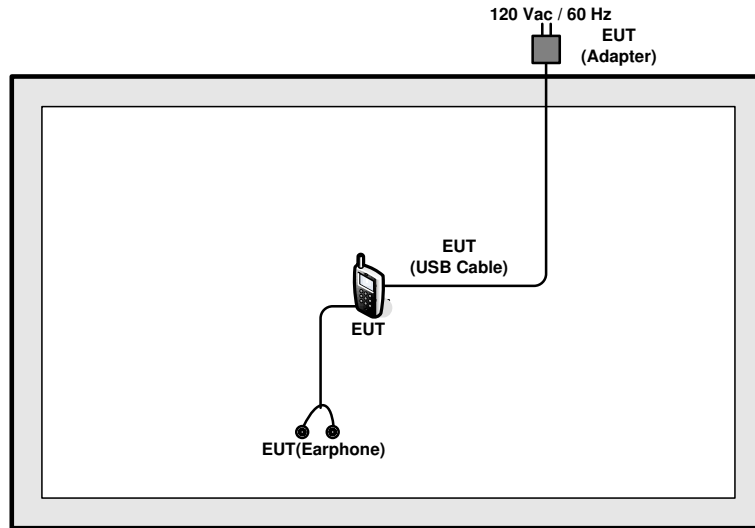 120 Vac / 60 Hz
EUT
(Adapter)
EUT
(USB Cable)
EUT
EUT(Earphone)